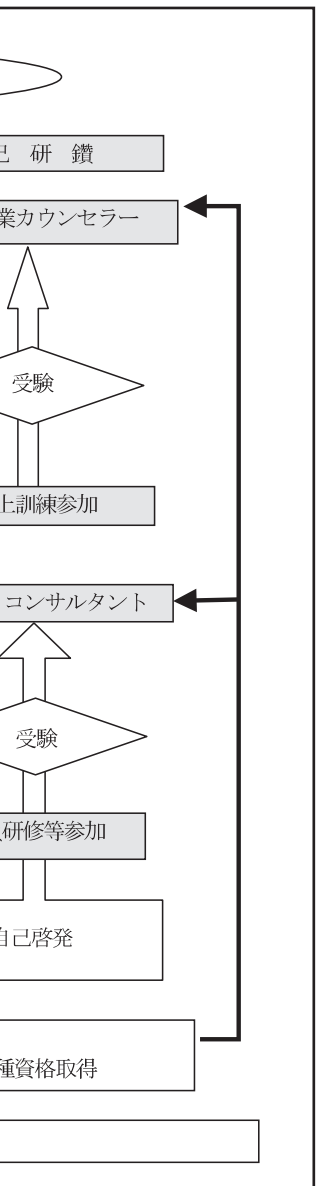 己 研 鑽
業カウンセラー
受験
上訓練参加
コンサルタント
受験
研修等参加
自己啓発
種資格取得